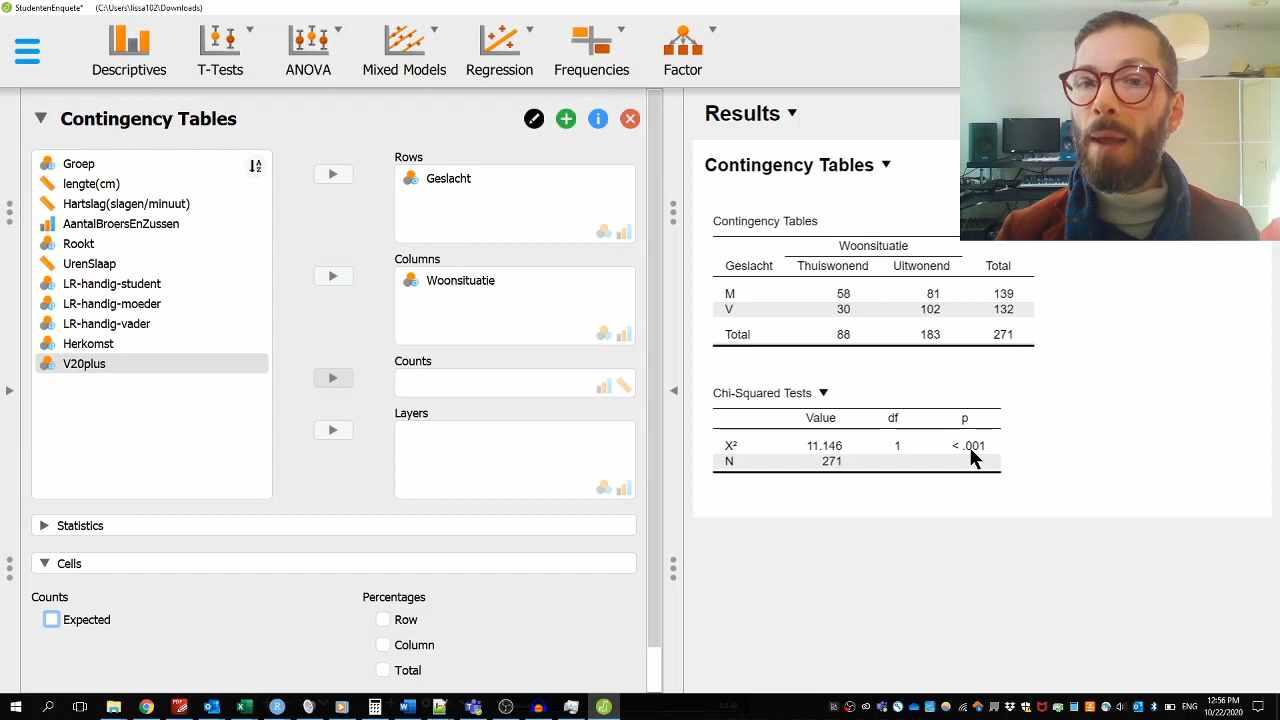 StudentenEnquete* (C:\Users\lissa102\Downloads)
Descriptives T-Tests ANOVA Mixed Models Regression Frequencies Factor
Contingency Tables
Groep
lengte(cm)
Hartslag(slagen/minuut)
AantalBroersEnZussen
Rookt
UrenSlaap
LR-handig-student
LR-handig-moeder
LR-handig-vader
Herkomst
V20plus
Rows
Geslacht
Columns
Woonsituatie
Counts
Layers
Statistics
Cells
Counts
Expected
Percentages
Row
Column
Total
Results
Contingency Tables
Contingency Tables
Woonsituatie
Geslacht Thuiswonend Uitwonend Total
M 58 81 139
V 30 102 132
Total 88 183 271
Chi-Squared Tests
Value df p
X² 11.146 1 < .001
N 271
12:56 PM
10/22/2020